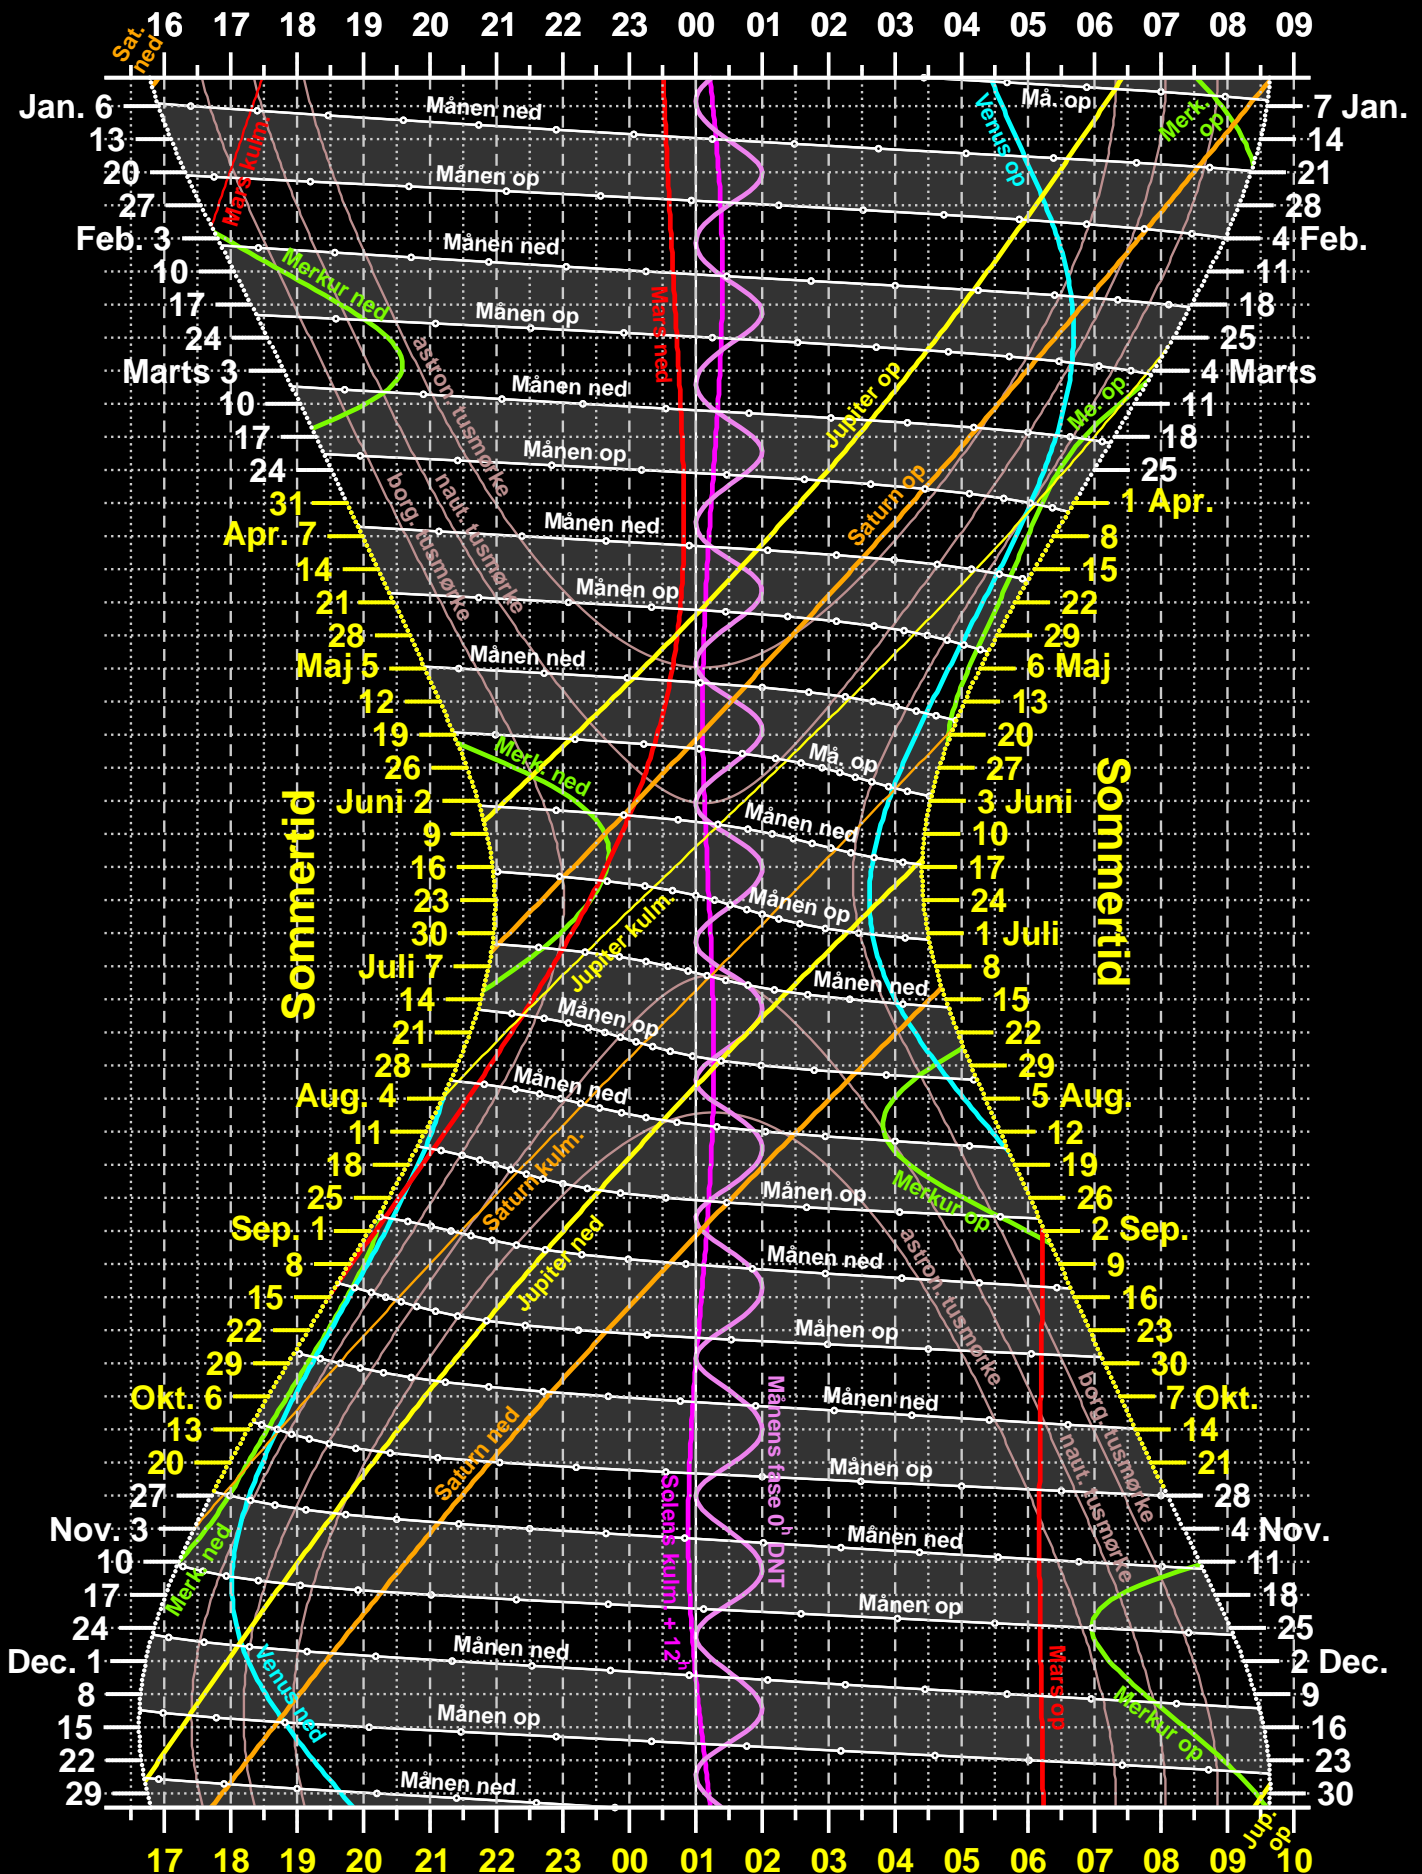 16 17 18 19 20 21 22 23 00 01 02 03 04 05 06 07 08 09
Sat.
ned
Jan. 6
13
20
27
Feb. 3
10
17
24
Marts 3
10
17
24
31
Apr. 7
14
21
28
Maj 5
12
19
26
Juni 2
9
16
23
30
Juli 7
14
21
28
Aug. 4
11
18
25
Sep. 1
8
15
22
29
Okt. 6
13
20
27
Nov. 3
10
17
24
Dec. 1
8
15
22
29
7 Jan.
14
21
28
4 Feb.
11
18
25
4 Marts
11
18
25
1 Apr.
8
15
22
29
6 Maj
13
20
27
3 Juni
10
17
24
1 Juli
8
15
22
29
5 Aug.
12
19
26
2 Sep.
9
16
23
30
7 Okt.
14
21
28
4 Nov.
11
18
25
2 Dec.
9
16
23
30
Månen ned
Må. op
Merk.
op
Venus op
Mars kulm.
Månen op
Månen ned
Merkur ned
Mars ned
Månen op
astron. tusmørke
Månen ned
Jupiter op
Me. op
Månen op
naut. tusmørke
borg. tusmørke
Saturn op
Månen ned
Månen op
Månen ned
Merk. ned
Må. op
Sommertid
Sommertid
Månen ned
Månen op
Jupiter kulm.
Månen ned
Månen op
Månen ned
Saturn kulm.
Månen op
Merkur op
Jupiter ned
Månen ned
astron. tusmørke
Månen op
Månens fase 0h DNT
Månen ned
borg. tusmørke
Saturn ned
Månen op
naut. tusmørke
Solens kulm. + 12h
Månen ned
Merk. ned
Månen op
Månen ned
Venus ned
Mars op
Merkur op
Månen op
Månen ned
Jup.
op
17 18 19 20 21 22 23 00 01 02 03 04 05 06 07 08 09 10